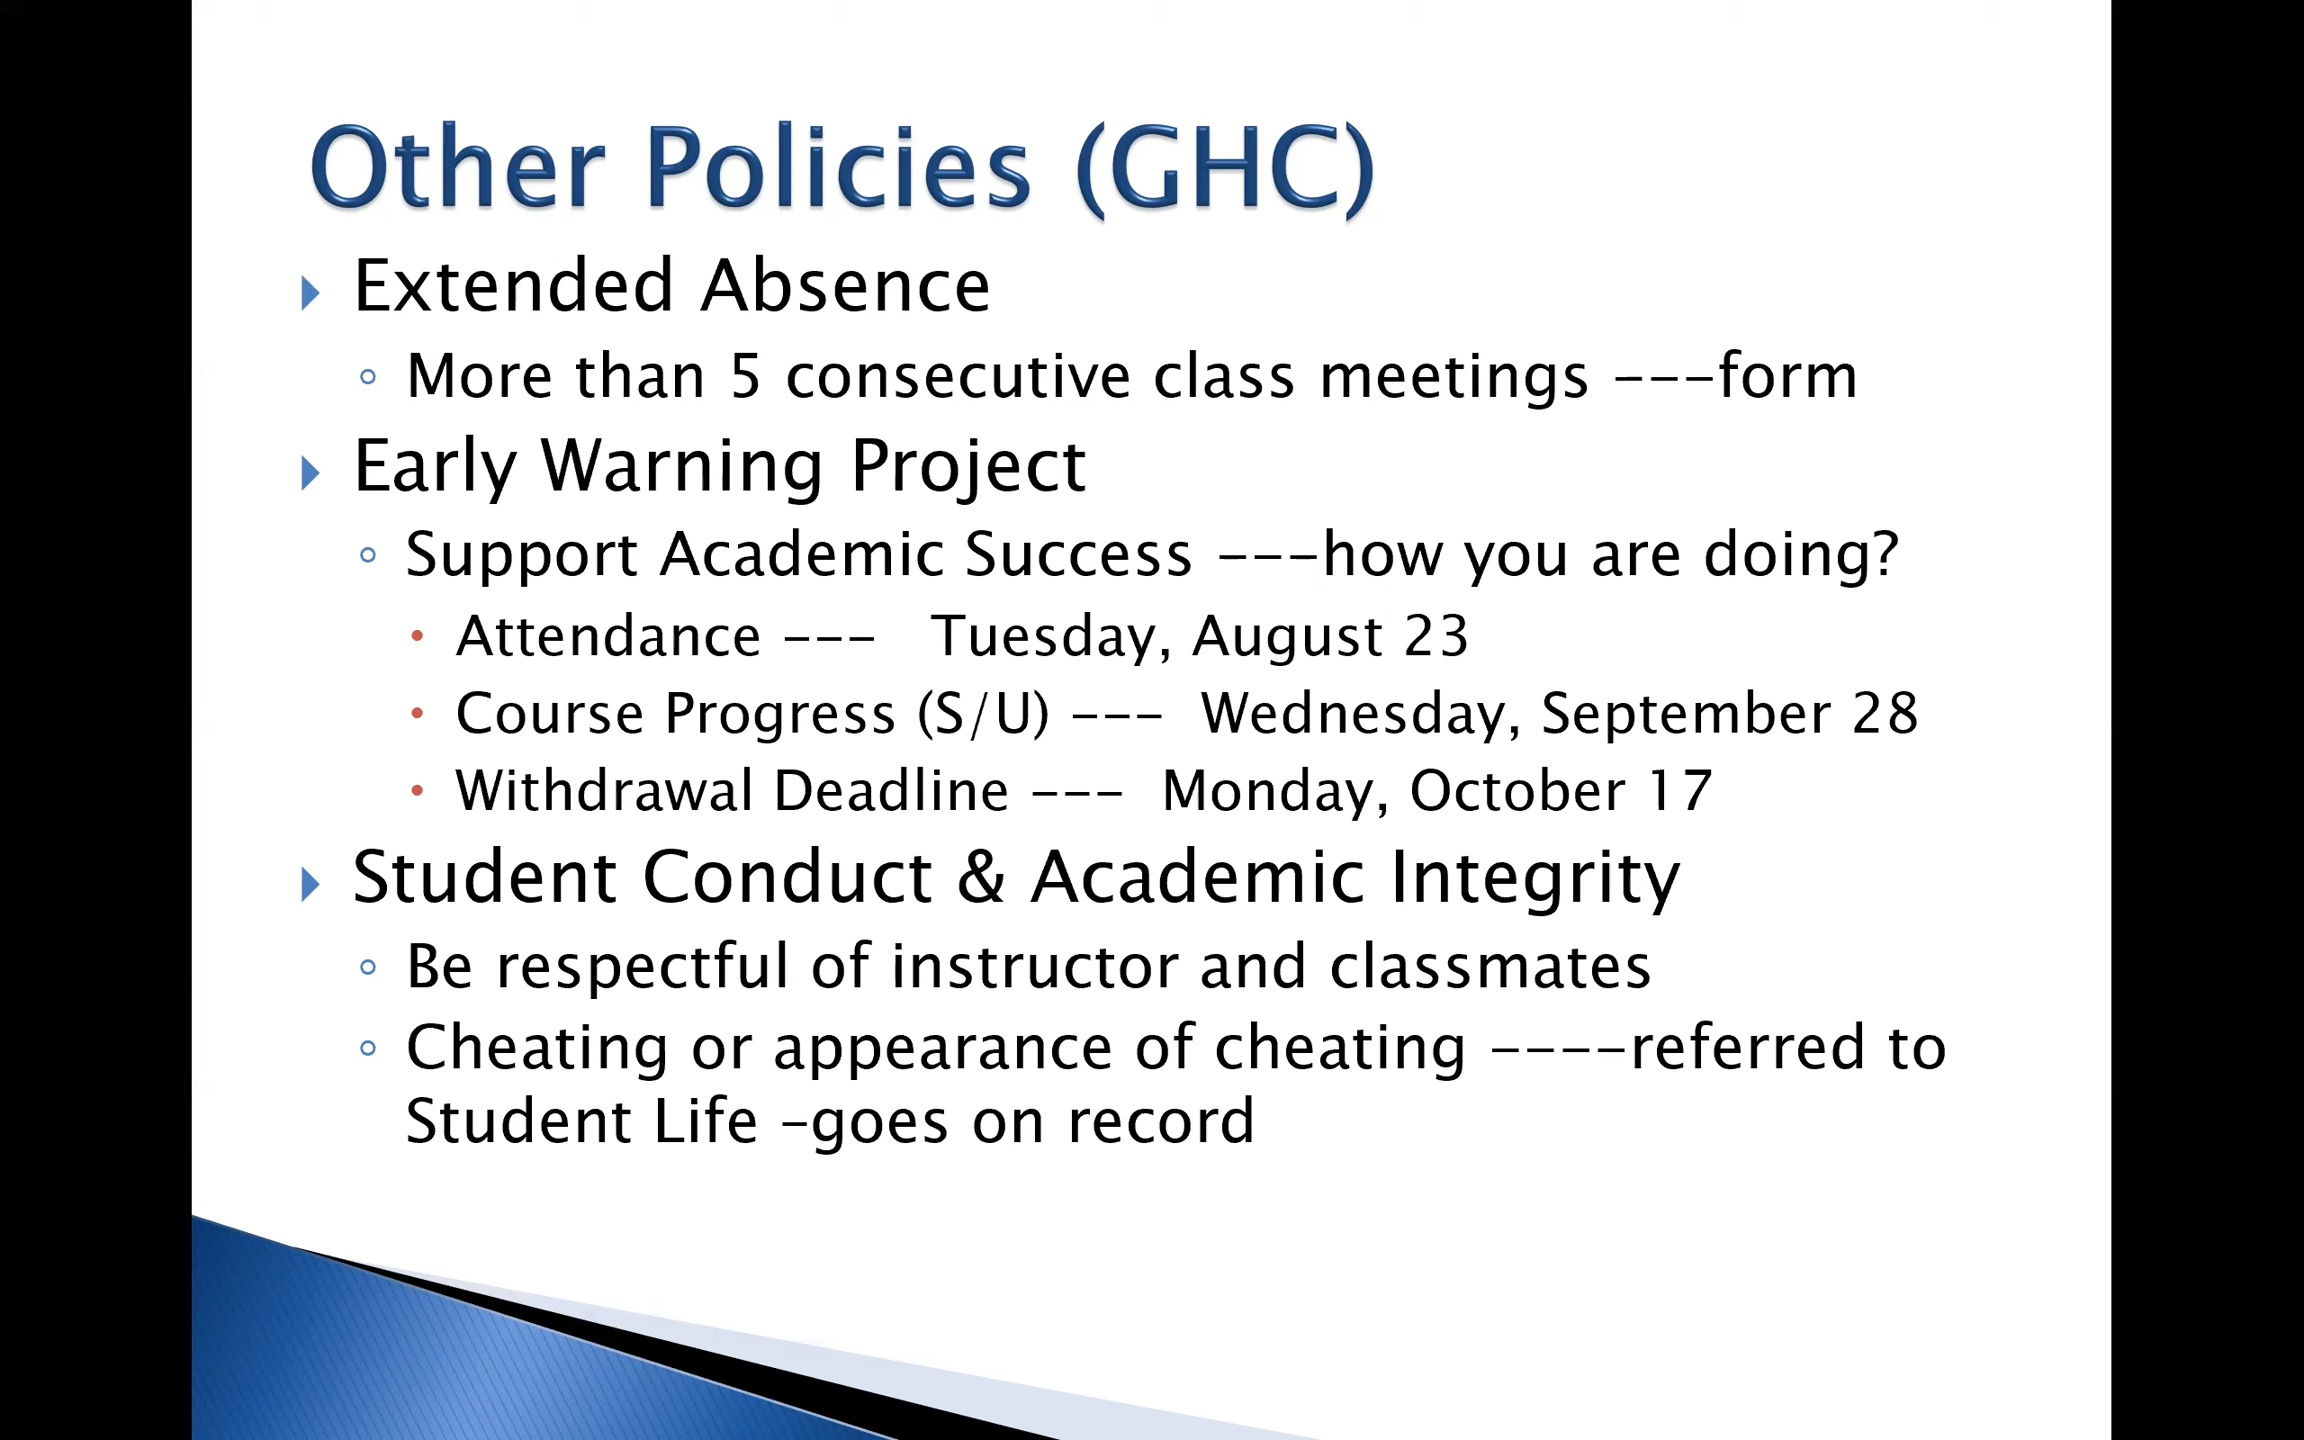 Other Policies (GHC)
Extended Absence
More than 5 consecutive class meetings ---form
Early Warning Project
Support Academic Success ---how you are doing?
Attendance ---   Tuesday, August 23
Course Progress (S/U) ---  Wednesday, September 28
Withdrawal Deadline ---  Monday, October 17
Student Conduct & Academic Integrity
Be respectful of instructor and classmates
Cheating or appearance of cheating ----referred to
Student Life -goes on record